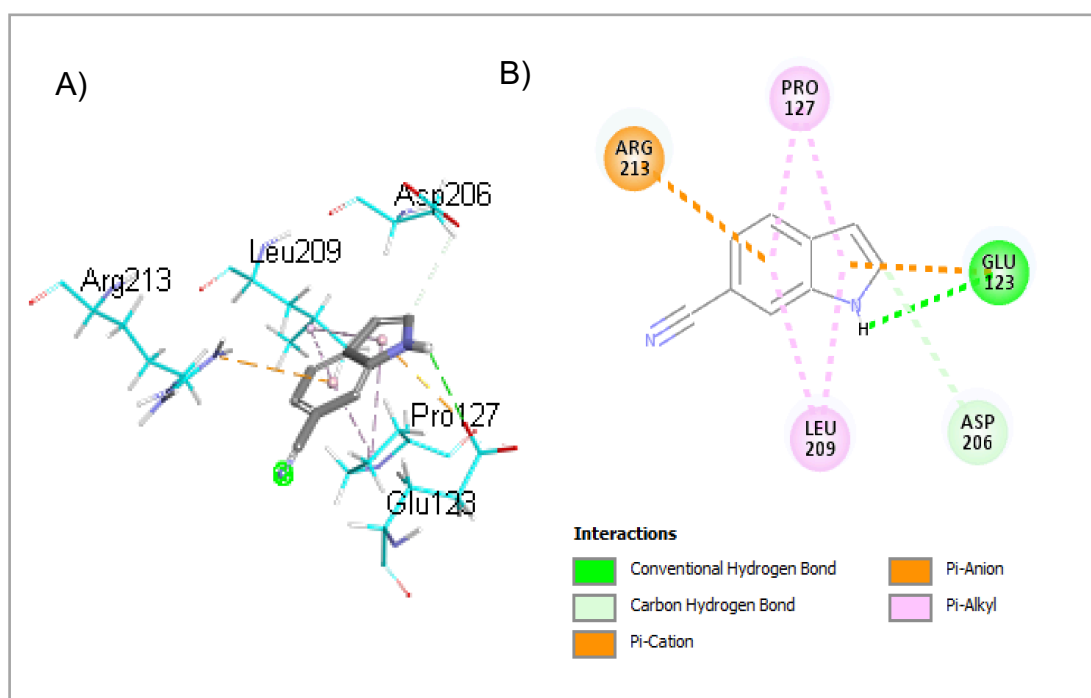 A)
Asp206
Leu209
Arg213
Pro127
Glu123
B)
PRO
127
ARG
213
GLU
123
N
H
N
LEU
209
ASP
206
Interactions
Conventional Hydrogen Bond
Carbon Hydrogen Bond
Pi-Cation
Pi-Anion
Pi-Alkyl